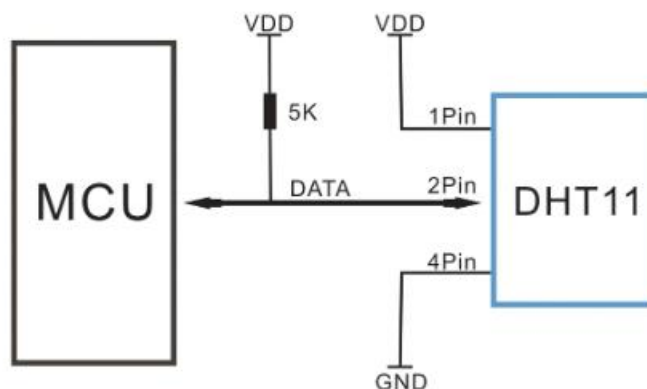 VDD
VDD
5K
1Pin
MCU
DATA
2Pin
DHT11
4Pin
GND